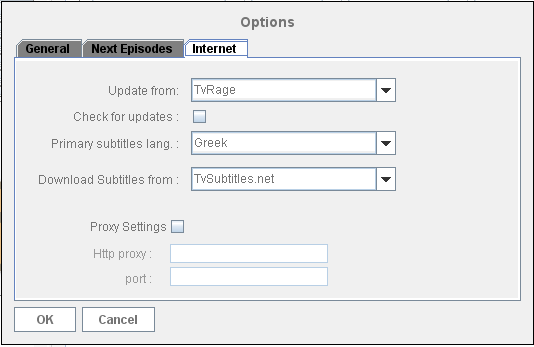 Options
General Next Episodes Internet
Update from: TvRage
Check for updates :
Primary subtitles lang. : Greek
Download Subtitles from : TvSubtitles.net
Proxy Settings
Http proxy :
port :
OK Cancel